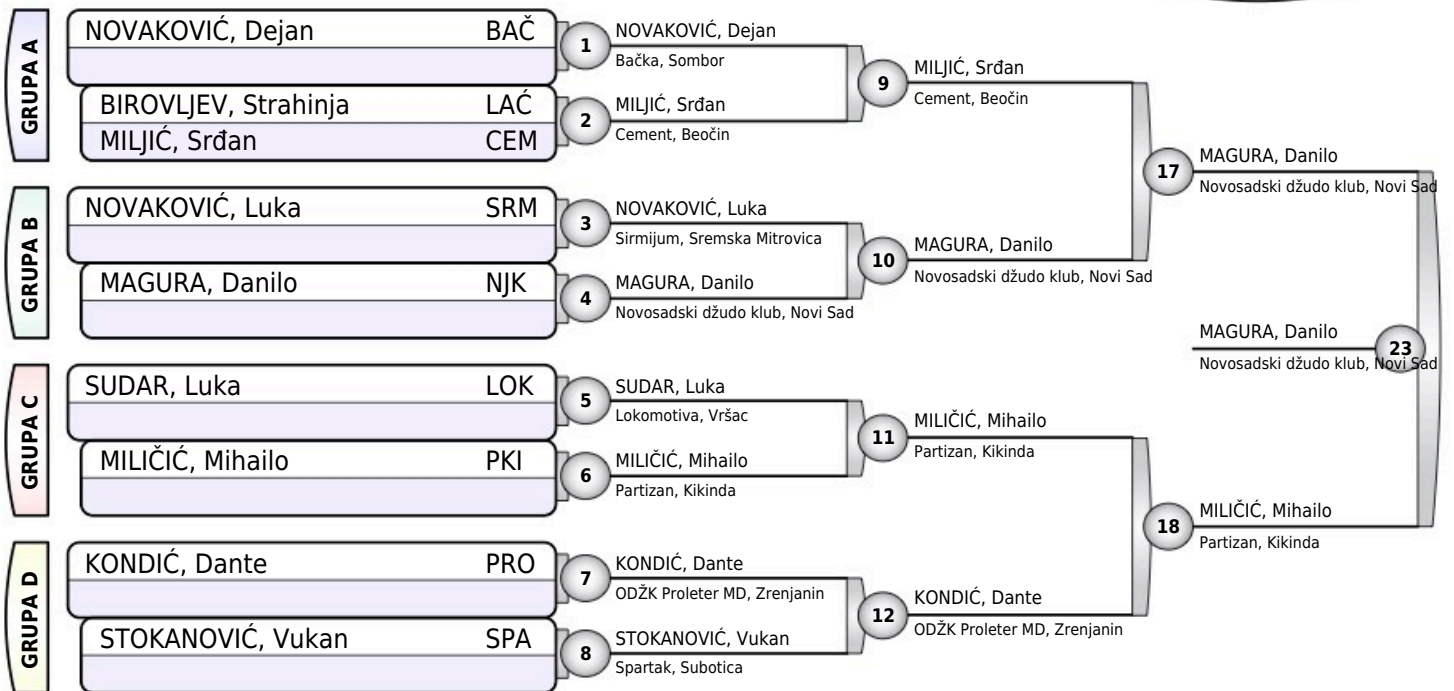 GRUPA A
NOVAKOVIĆ, Dejan BAČ
BIROVLJEV, Strahinja LAĆ
MILJIĆ, Srđan CEM
GRUPA B
NOVAKOVIĆ, Luka SRM
MAGURA, Danilo NJK
GRUPA C
SUDAR, Luka LOK
MILIČIĆ, Mihailo PKI
GRUPA D
KONDIĆ, Dante PRO
STOKANOVIĆ, Vukan SPA
1
NOVAKOVIĆ, Dejan
Bačka, Sombor
2
MILJIĆ, Srđan
Cement, Beočin
3
NOVAKOVIĆ, Luka
Sirmijum, Sremska Mitrovica
4
MAGURA, Danilo
Novosadski džudo klub, Novi Sad
5
SUDAR, Luka
Lokomotiva, Vršac
6
MILIČIĆ, Mihailo
Partizan, Kikinda
7
KONDIĆ, Dante
ODŽK Proleter MD, Zrenjanin
8
STOKANOVIĆ, Vukan
Spartak, Subotica
9
MILJIĆ, Srđan
Cement, Beočin
10
MAGURA, Danilo
Novosadski džudo klub, Novi Sad
11
MILIČIĆ, Mihailo
Partizan, Kikinda
12
KONDIĆ, Dante
ODŽK Proleter MD, Zrenjanin
17
MAGURA, Danilo
Novosadski džudo klub, Novi Sad
18
MILIČIĆ, Mihailo
Partizan, Kikinda
MAGURA, Danilo
23
Novosadski džudo klub, Novi Sad